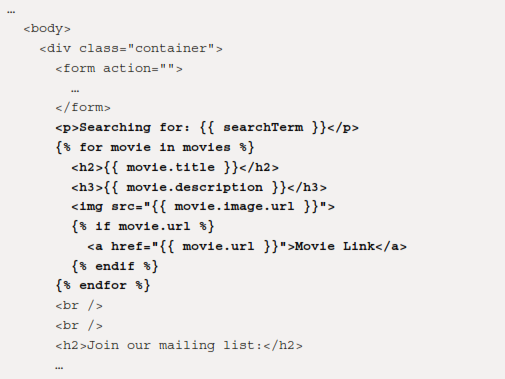 …
<body>
<div class="container">
<form action="">
…
</form>
<p>Searching for: {{ searchTerm }}</p>
{% for movie in movies %}
<h2>{{ movie.title }}</h2>
<h3>{{ movie.description }}</h3>
<img src="{{ movie.image.url }}">
{% if movie.url %}
<a href="{{ movie.url }}">Movie Link</a>
{% endif %}
{% endfor %}
<br />
<br />
<h2>Join our mailing list:</h2>
…